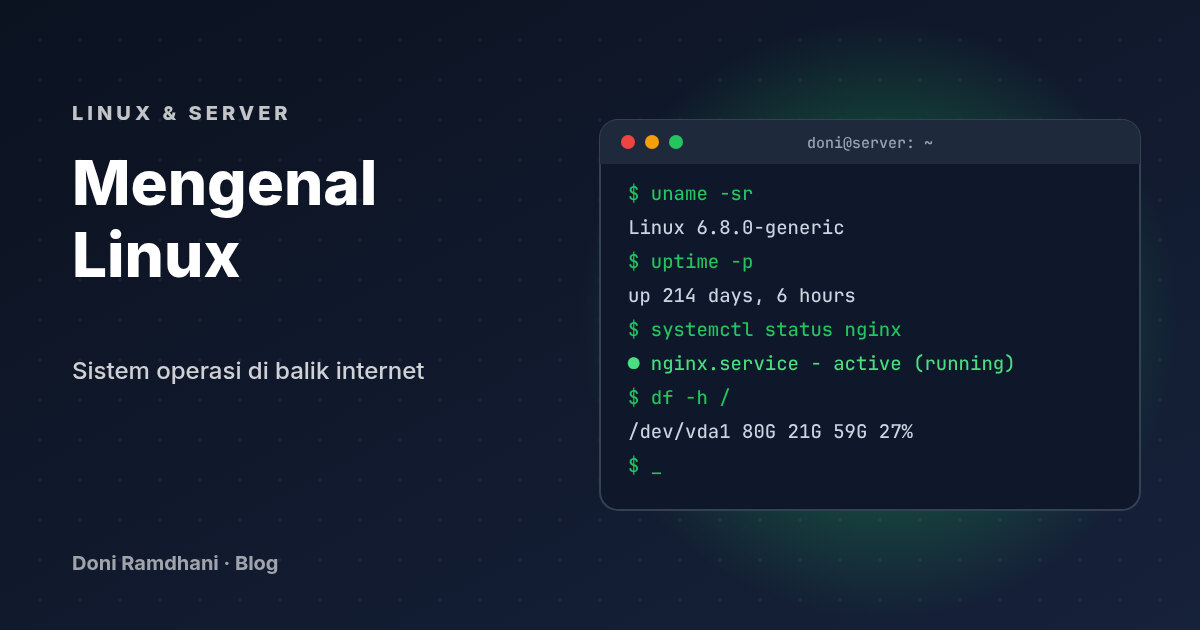 LINUX & SERVER
Mengenal
Linux
Sistem operasi di balik internet
Doni Ramdhani · Blog
doni@server: ~
$ uname -sr
Linux 6.8.0-generic
$ uptime -p
up 214 days, 6 hours
$ systemctl status nginx
● nginx.service - active (running)
$ df -h /
/dev/vda1 80G 21G 59G 27%
$ _